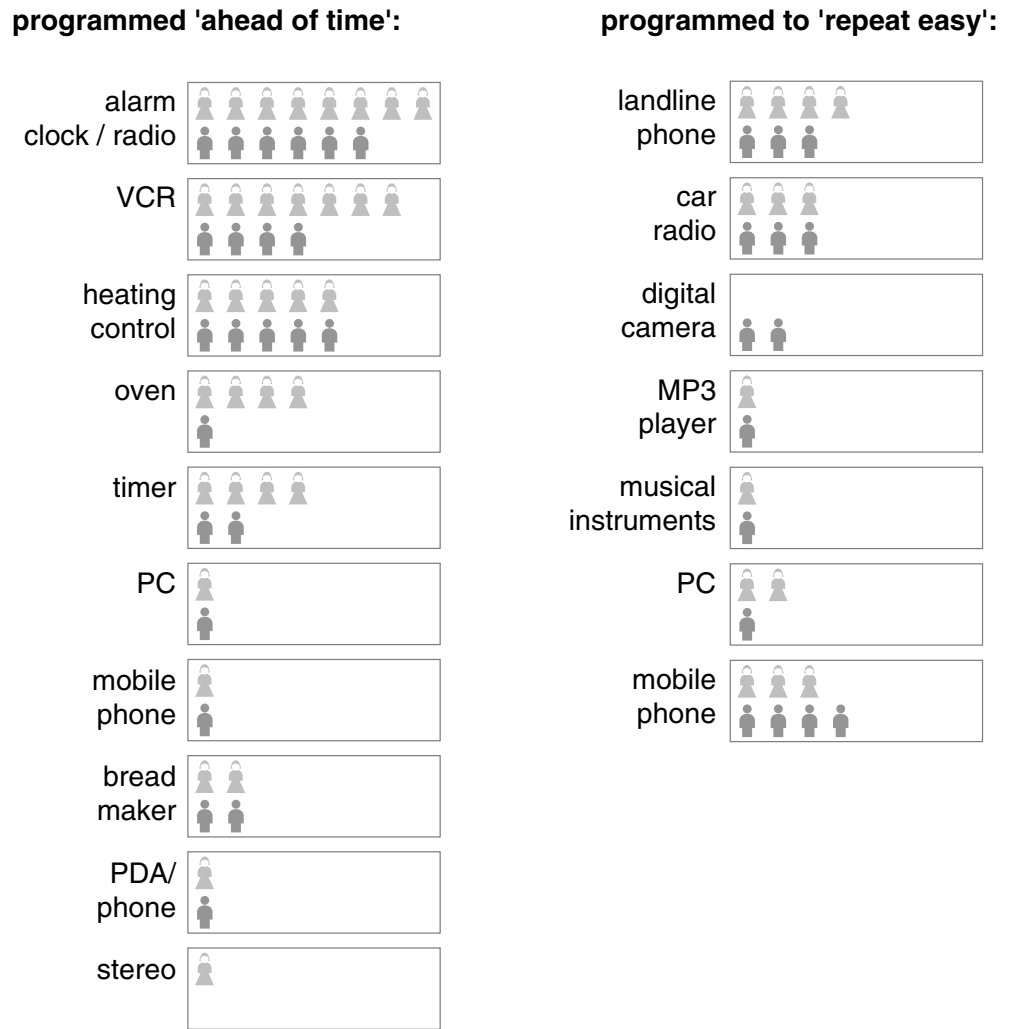 programmed 'ahead of time':
alarm
clock / radio
VCR
heating
control
oven
timer
PC
mobile
phone
bread
maker
PDA/
phone
stereo
programmed to 'repeat easy':
landline
phone
car
radio
digital
camera
MP3
player
musical
instruments
PC
mobile
phone